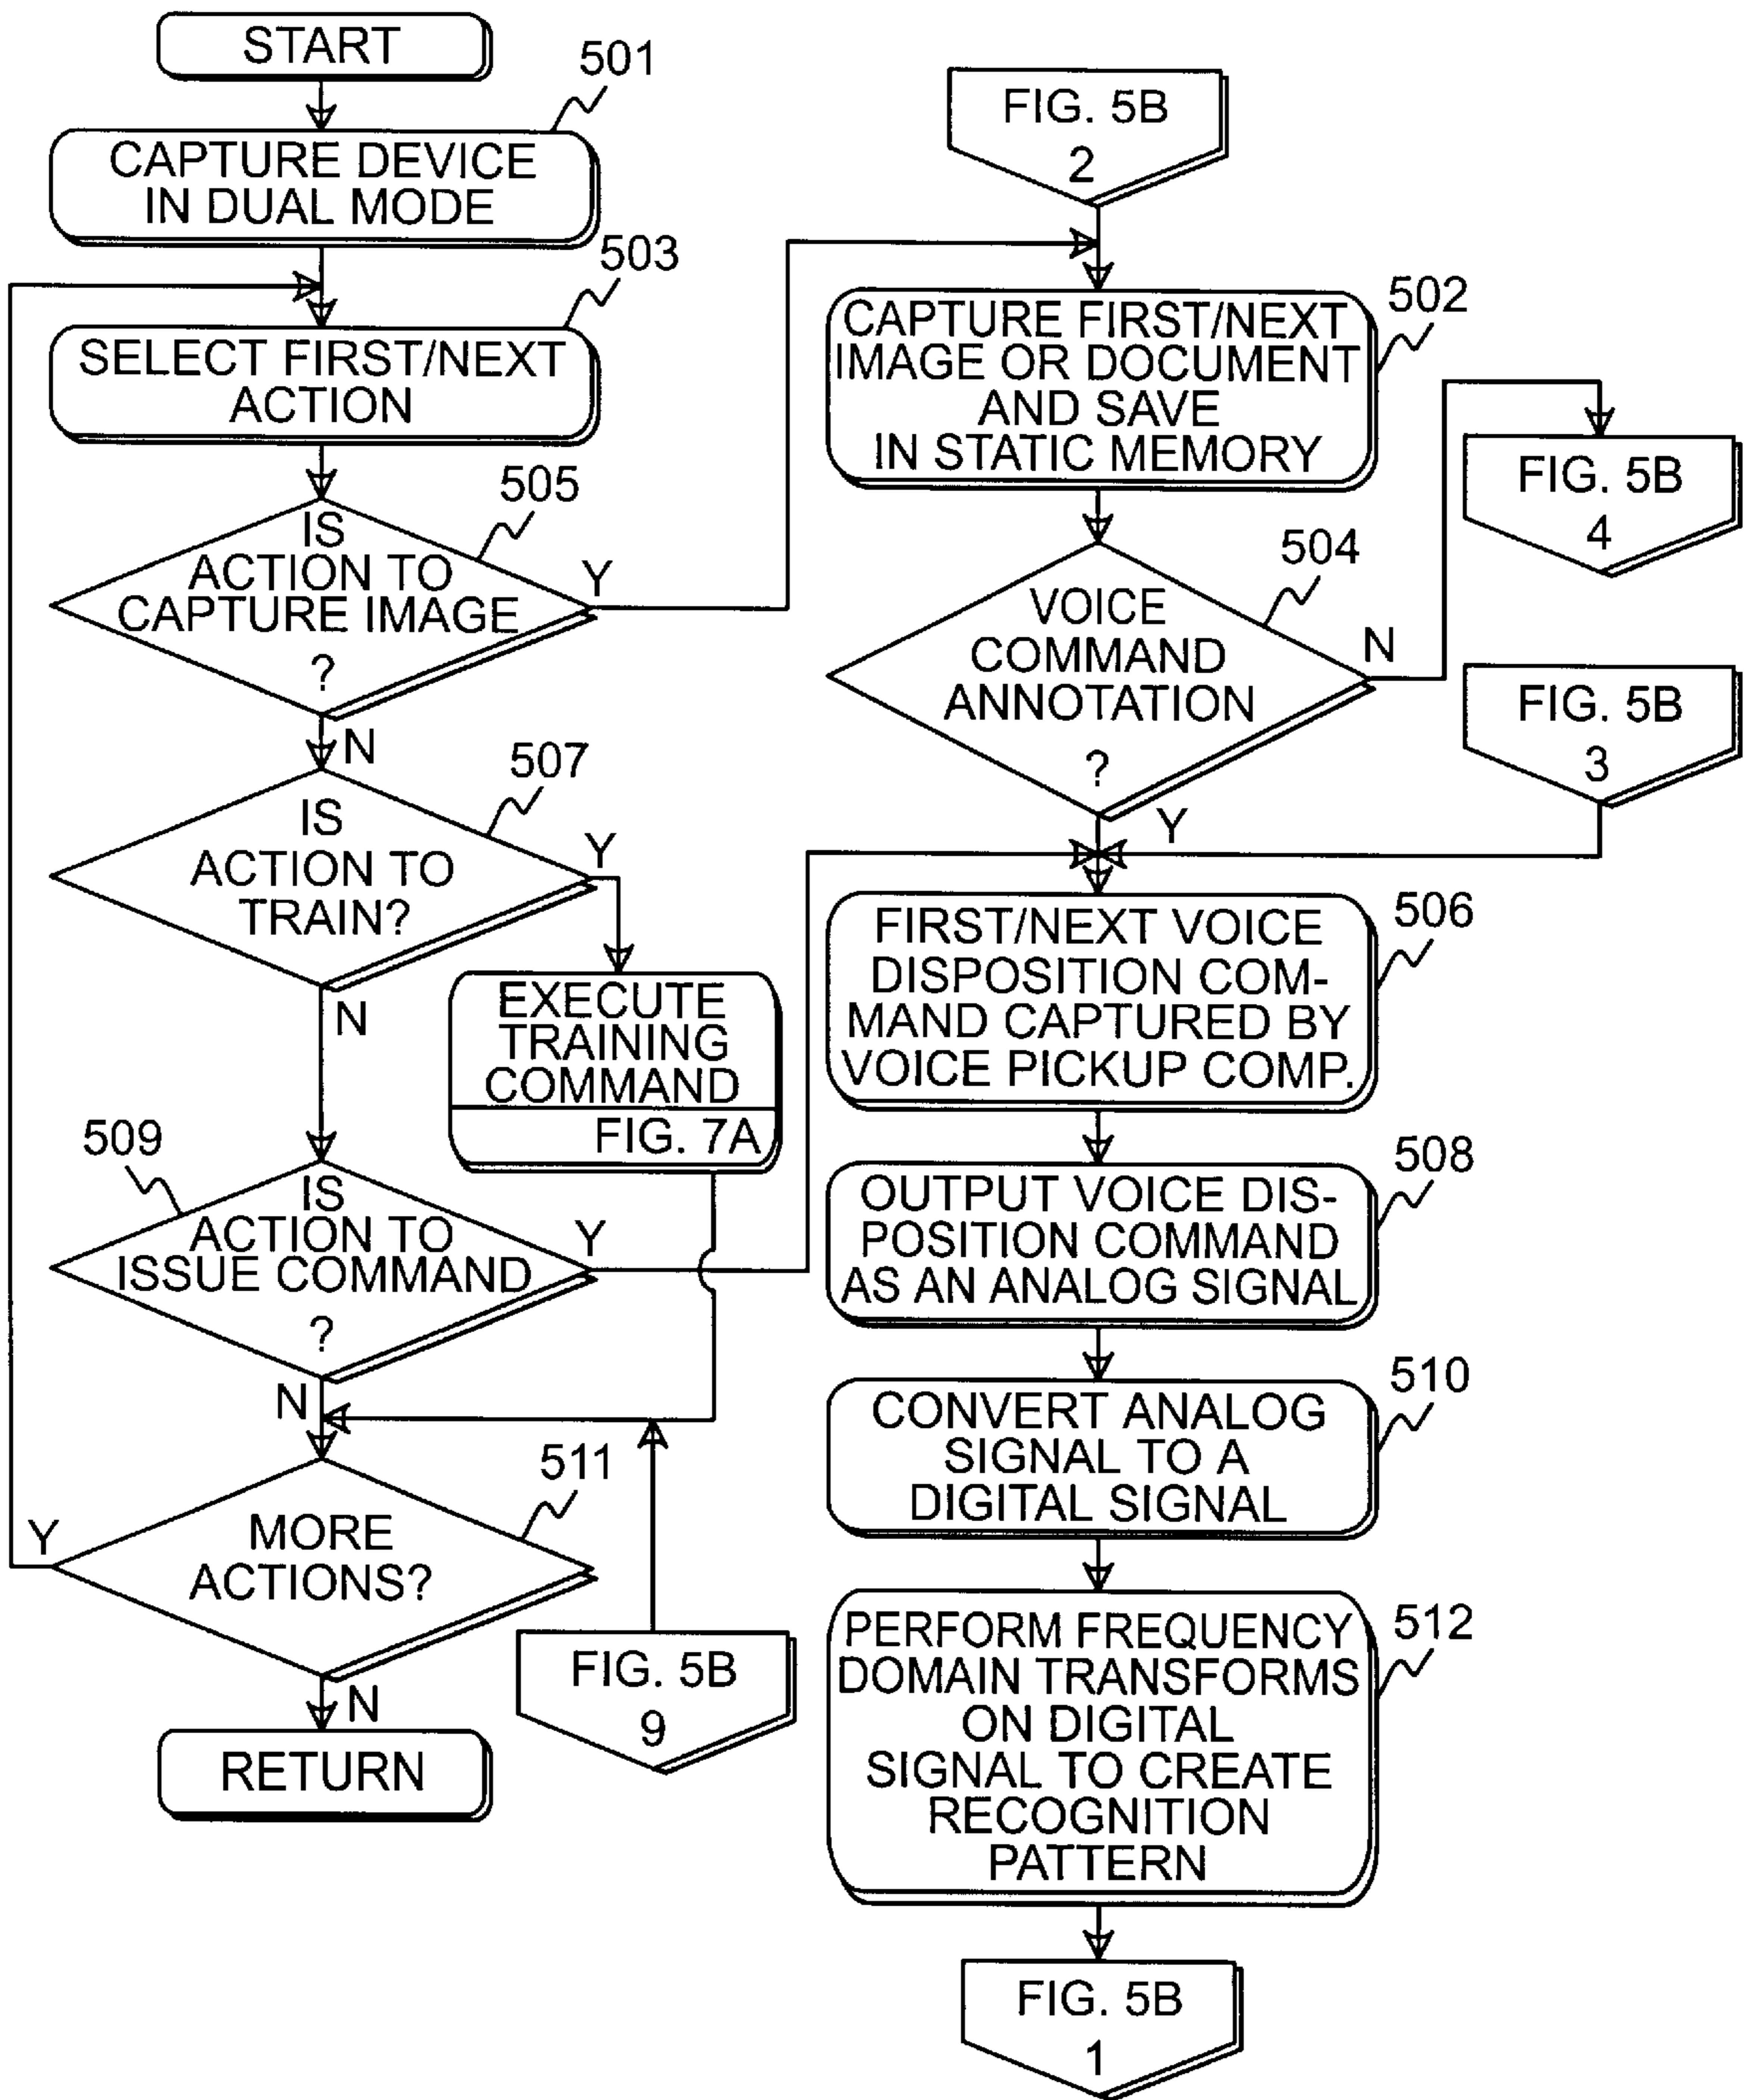 START
501
CAPTURE DEVICE
IN DUAL MODE
503
SELECT FIRST/NEXT
ACTION
505
IS
ACTION TO
CAPTURE IMAGE
?
Y
N
507
IS
ACTION TO
TRAIN?
Y
N
EXECUTE
TRAINING
COMMAND
FIG. 7A
509
IS
ACTION TO
ISSUE COMMAND
?
Y
N
511
MORE
ACTIONS?
Y
N
RETURN
FIG. 5B
9
FIG. 5B
2
502
CAPTURE FIRST/NEXT
IMAGE OR DOCUMENT
AND SAVE
IN STATIC MEMORY
504
VOICE
COMMAND
ANNOTATION
?
N
Y
FIG. 5B
4
FIG. 5B
3
506
FIRST/NEXT VOICE
DISPOSITION COM-
MAND CAPTURED BY
VOICE PICKUP COMP.
508
OUTPUT VOICE DIS-
POSITION COMMAND
AS AN ANALOG SIGNAL
510
CONVERT ANALOG
SIGNAL TO A
DIGITAL SIGNAL
512
PERFORM FREQUENCY
DOMAIN TRANSFORMS
ON DIGITAL
SIGNAL TO CREATE
RECOGNITION
PATTERN
FIG. 5B
1